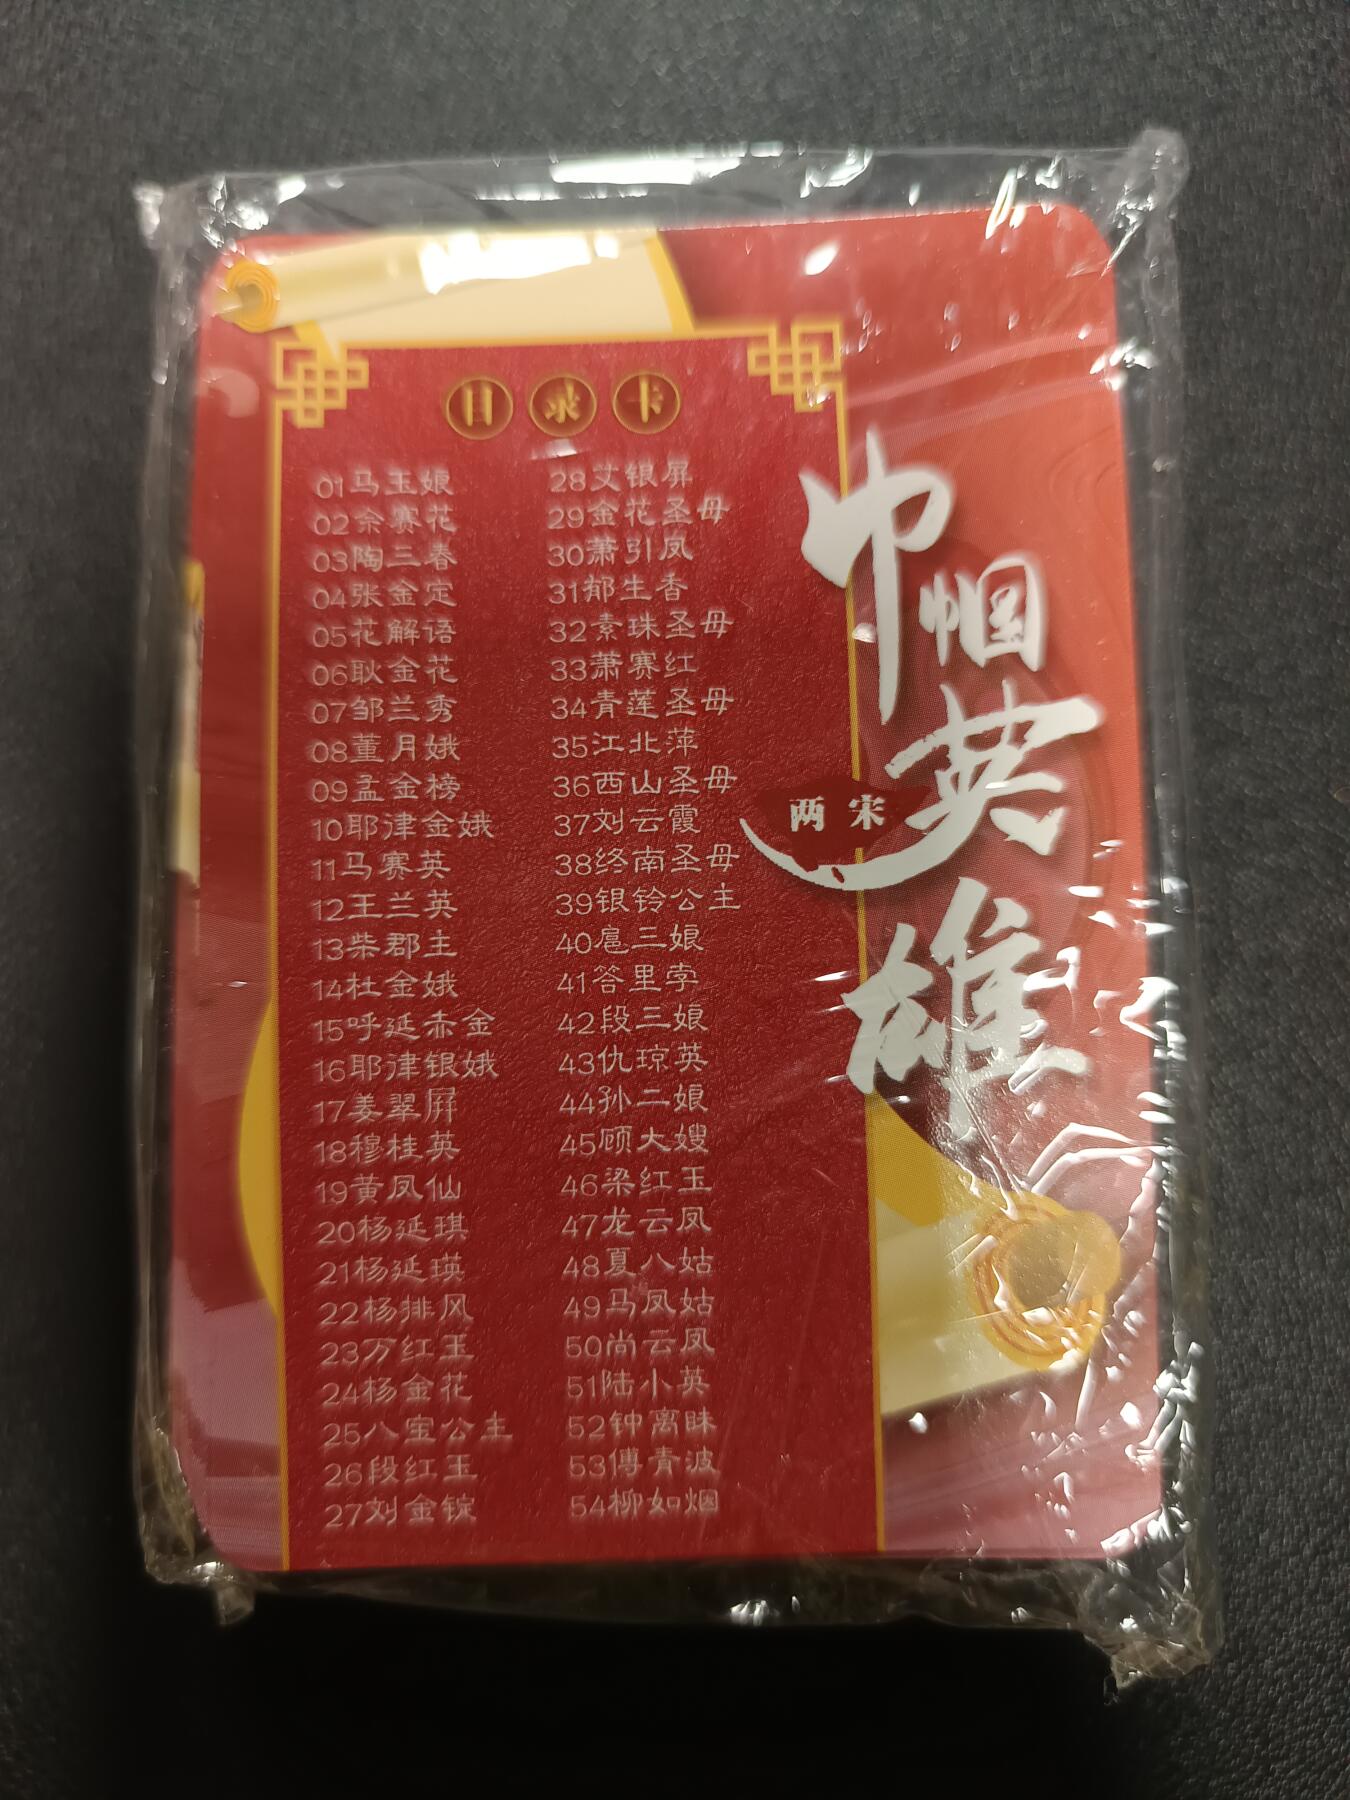 目录卡
01马玉娘
02佘赛花
03陶三春
04张金定
05花解语
06耿金花
07邹兰秀
08董月娥
09孟金榜
10耶津金娥
11马赛英
12王兰英
13柴郡主
14杜金娥
15呼延赤金
16耶津银娥
17姜翠屏
18穆桂英
19黄凤仙
20杨延琪
21杨延瑛
22杨排风
23万红玉
24杨金花
25八宝公主
26段红玉
27刘金锭
28艾银屏
29金花圣母
30萧引凤
31郁生香
32素珠圣母
33萧赛红
34青莲圣母
35江北萍
36西山圣母
37刘云霞
38终南圣母
39银铃公主
40扈三娘
41答里孛
42段三娘
43仇琼英
44孙二娘
45顾大嫂
46梁红玉
47龙云凤
48夏八姑
49马凤姑
50尚云凤
51陆小英
52钟离眛
53傅青波
54柳如烟
巾帼英雄
两宋